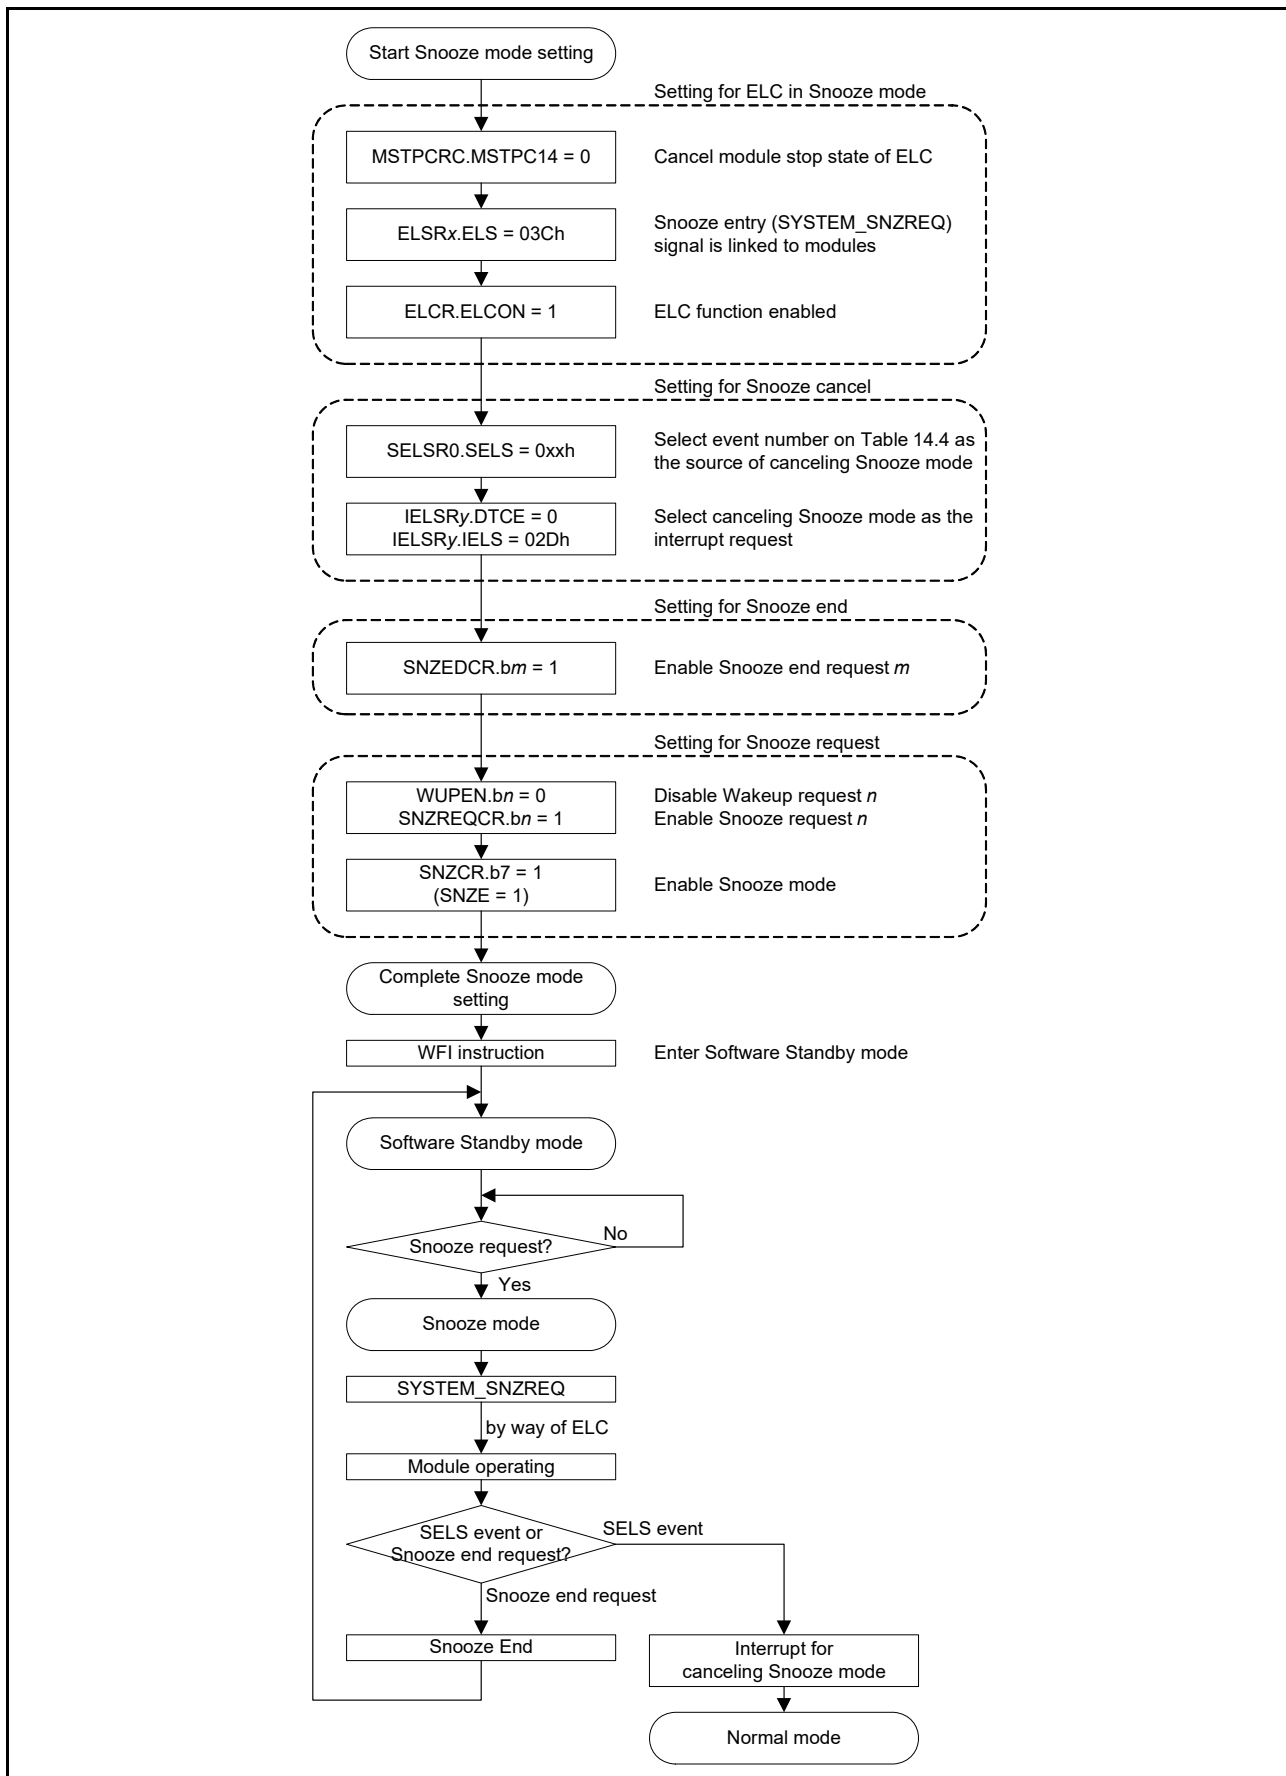 Start Snooze mode setting
Setting for ELC in Snooze mode
MSTPCRC.MSTPC14 = 0
Cancel module stop state of ELC
ELSRx.ELS = 03Ch
Snooze entry (SYSTEM_SNZREQ)
signal is linked to modules
ELCR.ELCON = 1
ELC function enabled
Setting for Snooze cancel
SELSR0.SELS = 0xxh
Select event number on Table 14.4 as
the source of canceling Snooze mode
IELSRy.DTCE = 0
IELSRy.IELS = 02Dh
Select canceling Snooze mode as the
interrupt request
Setting for Snooze end
SNZEDCR.bm = 1
Enable Snooze end request m
Setting for Snooze request
WUPEN.bn = 0
SNZREQCR.bn = 1
Disable Wakeup request n
Enable Snooze request n
SNZCR.b7 = 1
(SNZE = 1)
Enable Snooze mode
Complete Snooze mode
setting
WFI instruction
Enter Software Standby mode
Software Standby mode
Snooze request?
No
Yes
Snooze mode
SYSTEM_SNZREQ
by way of ELC
Module operating
SELS event or
Snooze end request?
SELS event
Snooze end request
Snooze End
Interrupt for
canceling Snooze mode
Normal mode